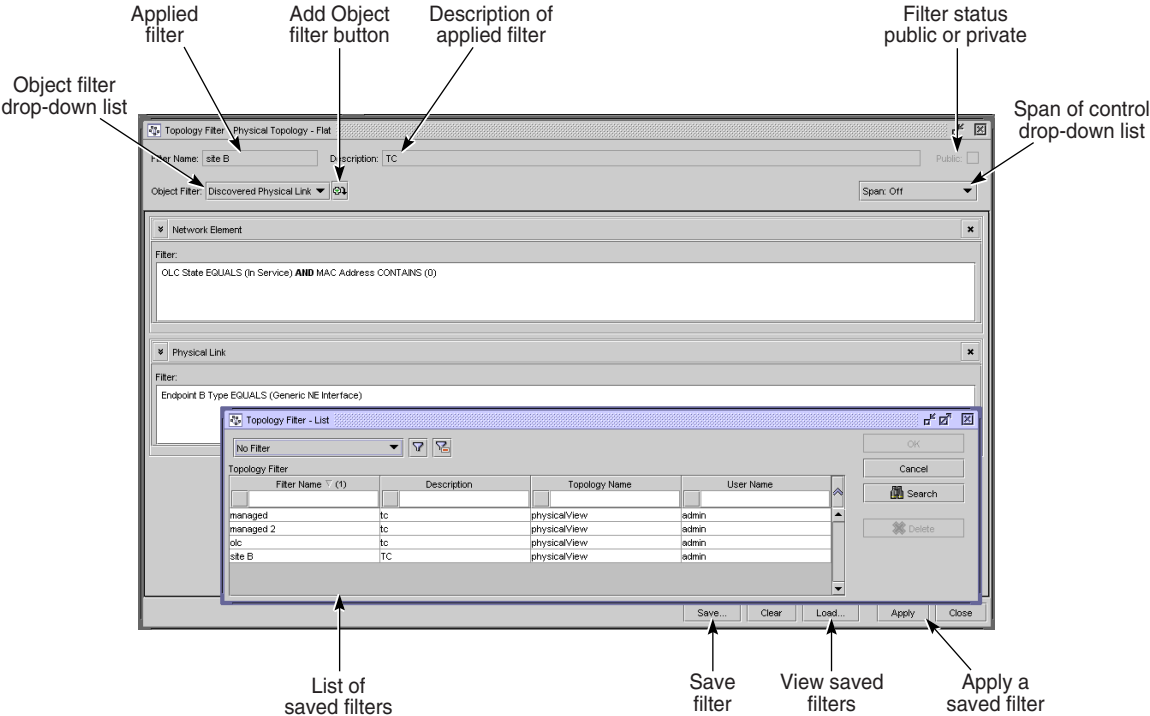 Applied
filter
Add Object
filter button
Description of
applied filter
Filter status
public or private
Object filter
drop-down list
Span of control
drop-down list
Topology Filter - Physical Topology - Flat
Filter Name: site B Description: TC Public:
Object Filter: Discovered Physical Link Span: Off
Network Element
Filter:
OLC State EQUALS (In Service) AND MAC Address CONTAINS (0)
Physical Link
Filter:
Endpoint B Type EQUALS (Generic NE Interface)
Topology Filter - List
No Filter
OK
Cancel
Search
Delete
Topology Filter
Filter Name (1) Description Topology Name User Name
managed tc physicalView admin
managed 2 tc physicalView admin
olc tc physicalView admin
site B TC physicalView admin
Save... Clear Load... Apply Close
List of
saved filters
Save
filter
View saved
filters
Apply a
saved filter